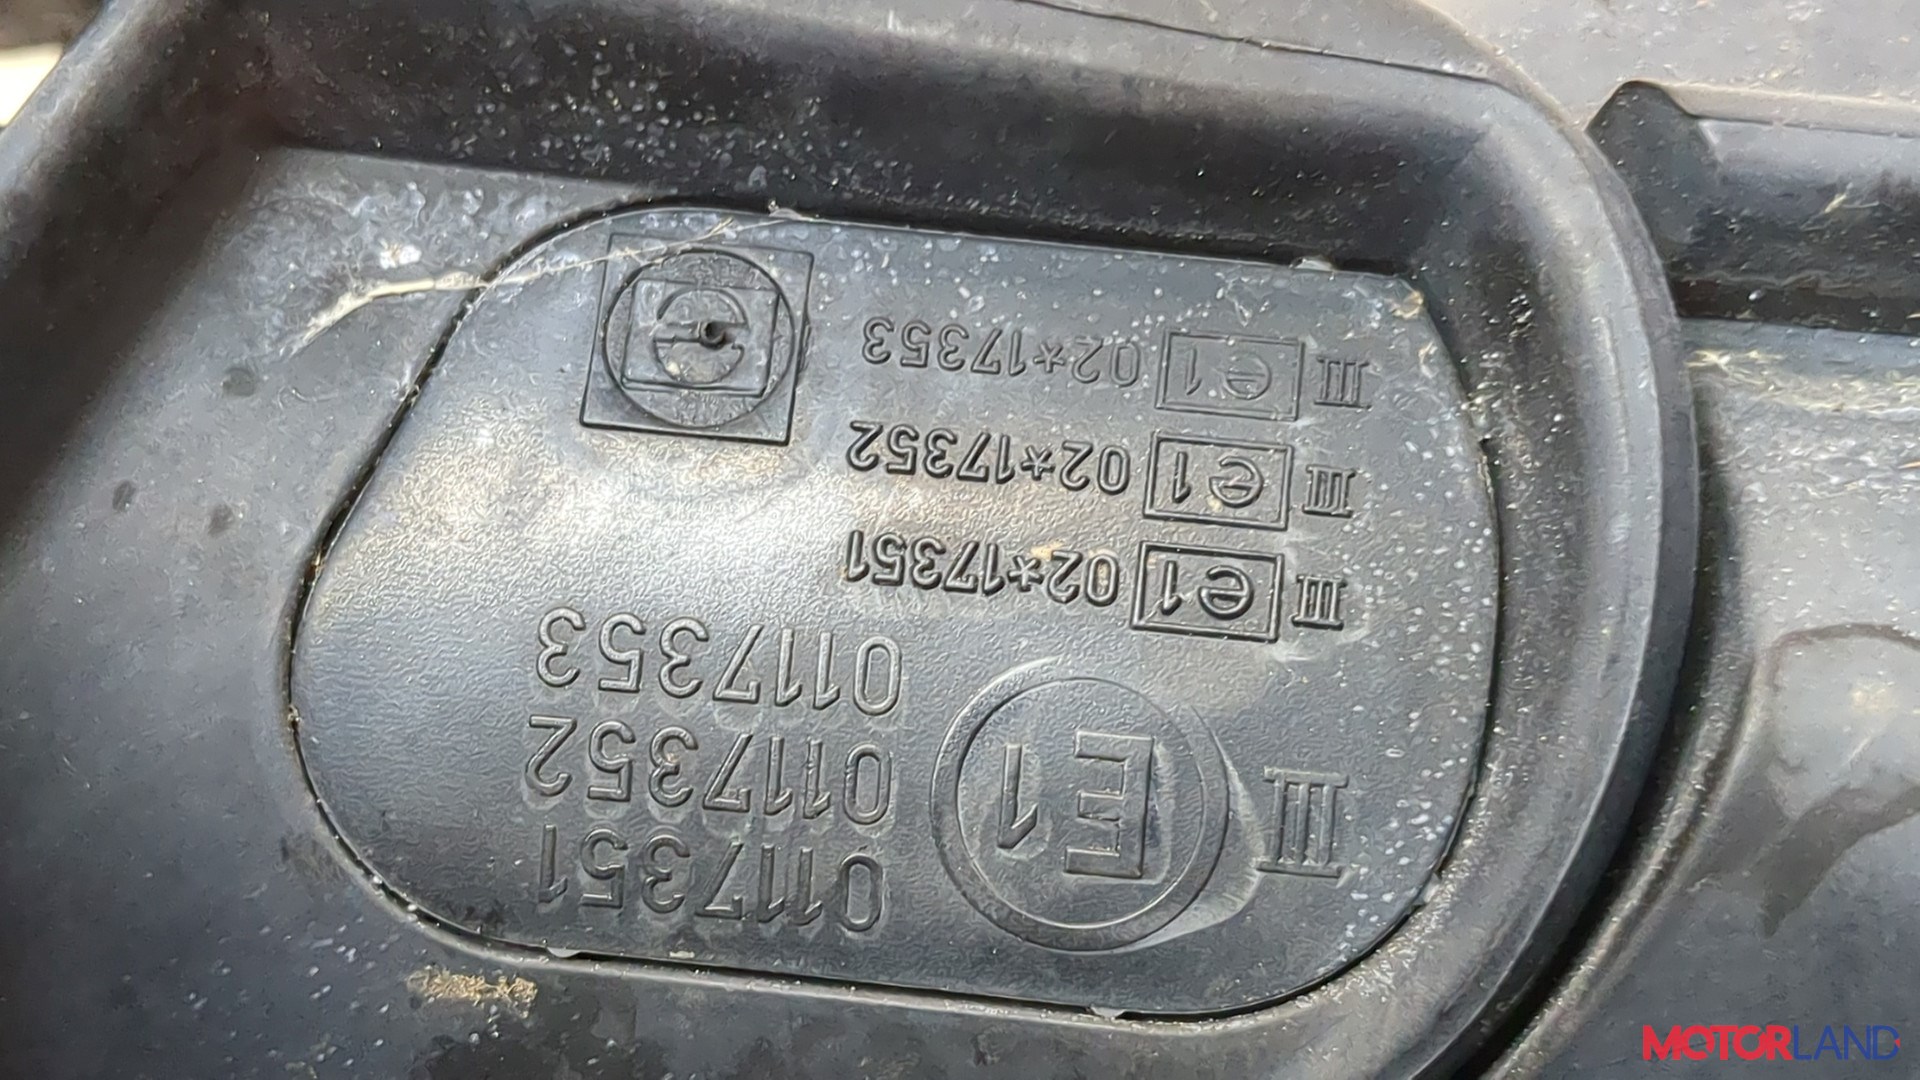 0117351
III E1 0117352
0117353
III e1 02*17351
III e1 02*17352
III e1 02*17353
MOTORLAND